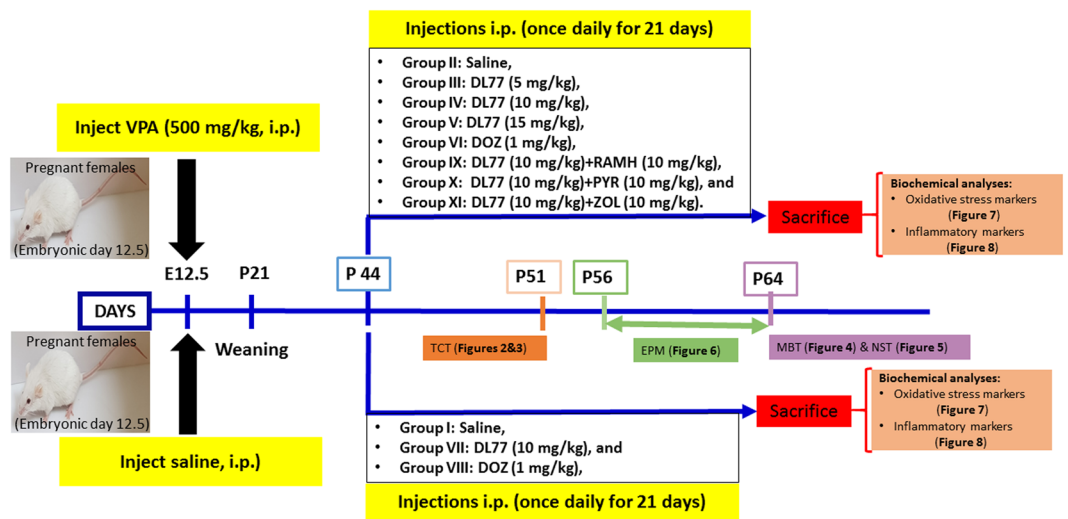 Injections i.p. (once daily for 21 days)
• Group II: Saline,
• Group III: DL77 (5 mg/kg),
• Group IV: DL77 (10 mg/kg),
• Group V: DL77 (15 mg/kg),
• Group VI: DOZ (1 mg/kg),
• Group IX: DL77 (10 mg/kg)+RAMH (10 mg/kg),
• Group X: DL77 (10 mg/kg)+PYR (10 mg/kg), and
• Group XI: DL77 (10 mg/kg)+ZOL (10 mg/kg).
Inject VPA (500 mg/kg, i.p.)
Pregnant females
(Embryonic day 12.5)
Sacrifice
Biochemical analyses:
• Oxidative stress markers
(Figure 7)
• Inflammatory markers
(Figure 8)
E12.5
P21
P 44
P51
P56
P64
DAYS
Weaning
TCT (Figures 2&3)
EPM (Figure 6)
MBT (Figure 4) & NST (Figure 5)
Pregnant females
(Embryonic day 12.5)
Inject saline, i.p.)
Sacrifice
Biochemical analyses:
• Oxidative stress markers
(Figure 7)
• Inflammatory markers
(Figure 8)
• Group I: Saline,
• Group VII: DL77 (10 mg/kg), and
• Group VIII: DOZ (1 mg/kg),
Injections i.p. (once daily for 21 days)